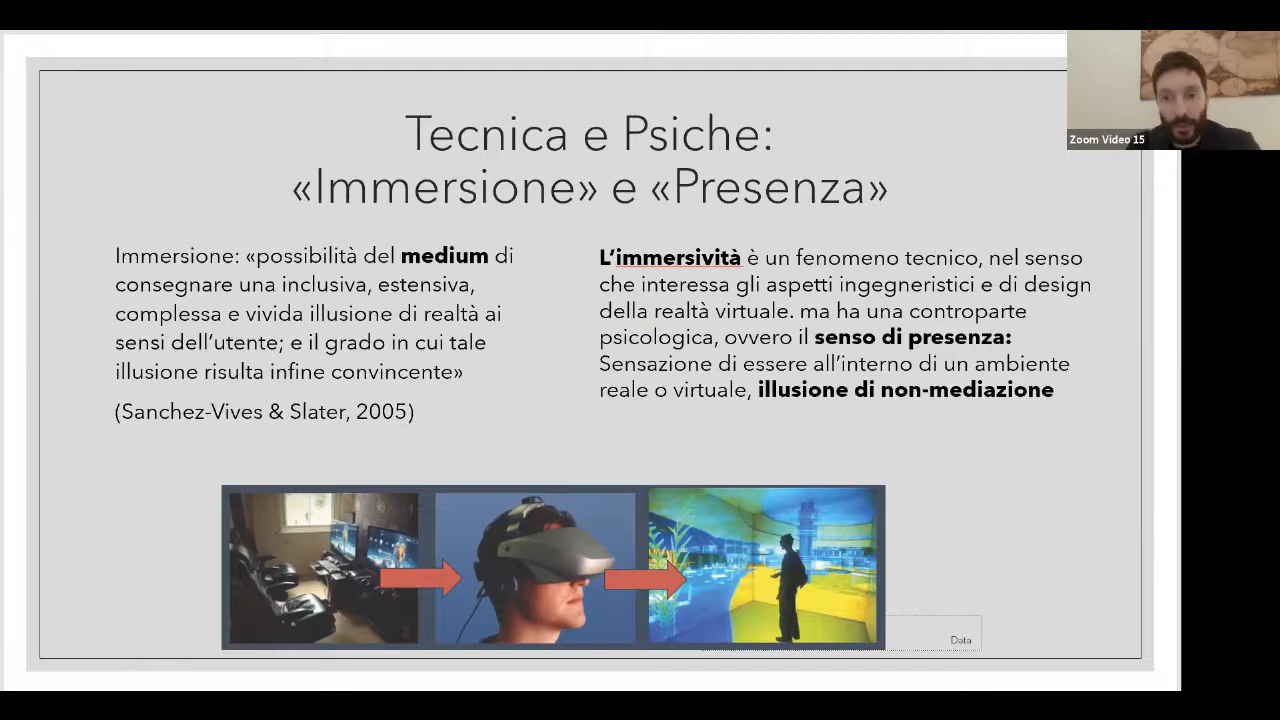 Tecnica e Psiche:
«Immersione» e «Presenza»
Immersione: «possibilità del medium di
consegnare una inclusiva, estensiva,
complessa e vivida illusione di realtà ai
sensi dell’utente; e il grado in cui tale
illusione risulta infine convincente»
(Sanchez-Vives & Slater, 2005)
L’immersività è un fenomeno tecnico, nel senso
che interessa gli aspetti ingegneristici e di design
della realtà virtuale. ma ha una controparte
psicologica, ovvero il senso di presenza:
Sensazione di essere all’interno di un ambiente
reale o virtuale, illusione di non-mediazione
Data
Zoom Video 15